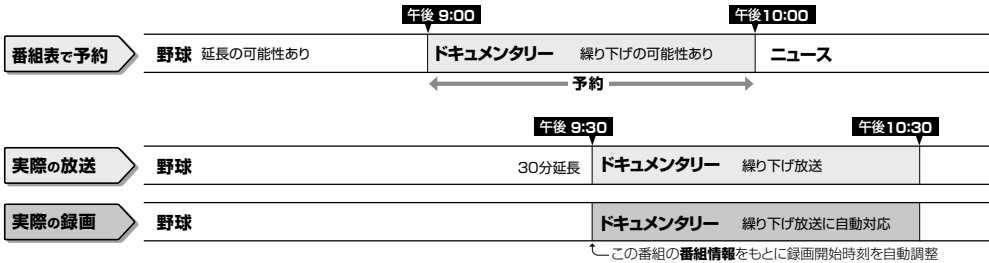 午後 9:00 午後10:00
番組表で予約 野球 延長の可能性あり ドキュメンタリー 繰り下げの可能性あり ニュース
予約
午後 9:30 午後10:30
実際の放送 野球 30分延長 ドキュメンタリー 繰り下げ放送
実際の録画 野球 ドキュメンタリー 繰り下げ放送に自動対応
この番組の番組情報をもとに録画開始時刻を自動調整